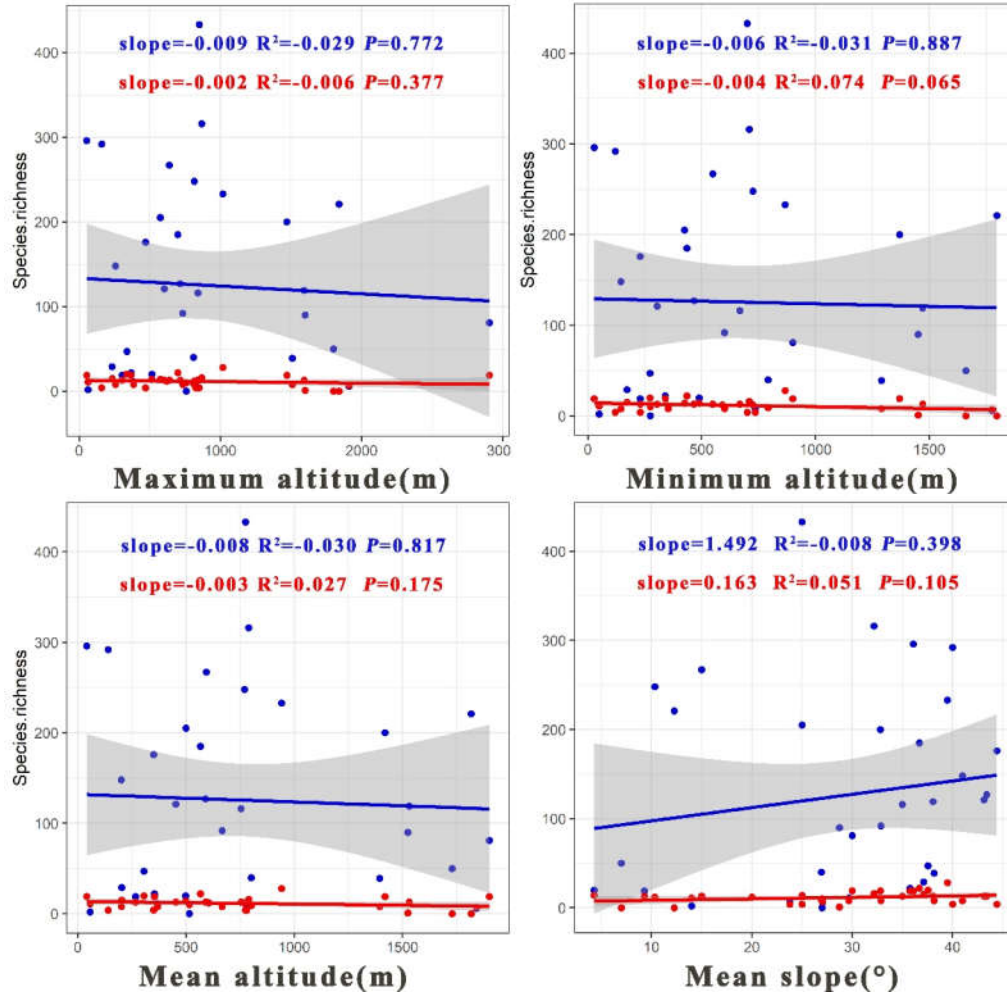 slope=-0.009 R²=-0.029 P=0.772
slope=-0.002 R²=-0.006 P=0.377
Species.richness
400
300
200
100
0
0
1000
2000
300
Maximum altitude(m)
slope=-0.006 R²=-0.031 P=0.887
slope=-0.004 R²=0.074 P=0.065
Species.richness
400
300
200
100
0
0
500
1000
1500
Minimum altitude(m)
slope=-0.008 R²=-0.030 P=0.817
slope=-0.003 R²=0.027 P=0.175
Species.richness
400
300
200
100
0
0
500
1000
1500
Mean altitude(m)
slope=1.492 R²=-0.008 P=0.398
slope=0.163 R²=0.051 P=0.105
400
300
200
100
0
10
20
30
40
Mean slope(°)